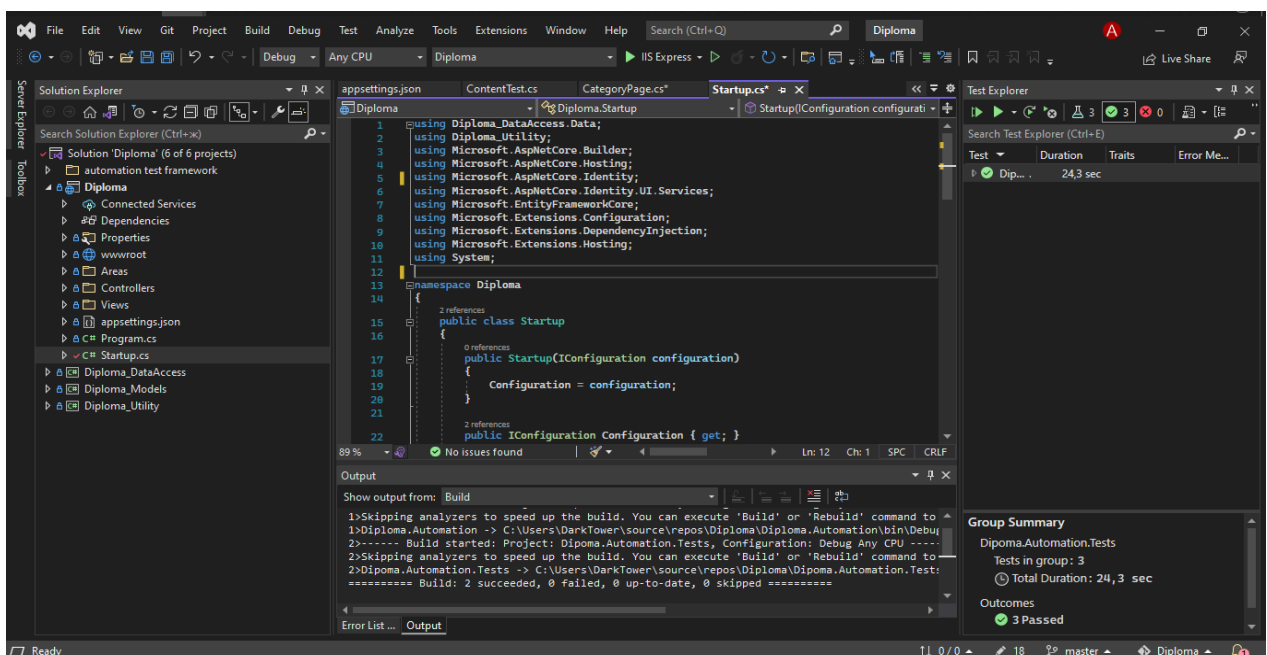 File Edit View Git Project Build Debug Test Analyze Tools Extensions Window Help Search (Ctrl+Q) Diploma A
Debug Any CPU Diploma IIS Express Live Share
Server Explorer
Toolbox
Solution Explorer
Search Solution Explorer (Ctrl+ж)
Solution 'Diploma' (6 of 6 projects)
automation test framework
Diploma
Connected Services
Dependencies
Properties
wwwroot
Areas
Controllers
Views
appsettings.json
C# Program.cs
C# Startup.cs
Diploma_DataAccess
Diploma_Models
Diploma_Utility
appsettings.json ContentTest.cs CategoryPage.cs* Startup.cs*
Diploma Diploma.Startup Startup(IConfiguration configurati
1 using Diploma_DataAccess.Data;
2 using Diploma_Utility;
3 using Microsoft.AspNetCore.Builder;
4 using Microsoft.AspNetCore.Hosting;
5 using Microsoft.AspNetCore.Identity;
6 using Microsoft.AspNetCore.Identity.UI.Services;
7 using Microsoft.EntityFrameworkCore;
8 using Microsoft.Extensions.Configuration;
9 using Microsoft.Extensions.DependencyInjection;
10 using Microsoft.Extensions.Hosting;
11 using System;
12
13 namespace Diploma
14 {
2 references
15 public class Startup
16 {
0 references
17 public Startup(IConfiguration configuration)
18 {
19 Configuration = configuration;
20 }
21
2 references
22 public IConfiguration Configuration { get; }
89 % No issues found Ln: 12 Ch: 1 SPC CRLF
Output
Show output from: Build
1>Skipping analyzers to speed up the build. You can execute 'Build' or 'Rebuild' command to
1>Diploma.Automation -> C:\Users\DarkTower\source\repos\Diploma\Diploma.Automation\bin\Debug
2>------ Build started: Project: Dipoma.Automation.Tests, Configuration: Debug Any CPU -----
2>Skipping analyzers to speed up the build. You can execute 'Build' or 'Rebuild' command to
2>Dipoma.Automation.Tests -> C:\Users\DarkTower\source\repos\Diploma\Dipoma.Automation.Tests
========== Build: 2 succeeded, 0 failed, 0 up-to-date, 0 skipped ==========
Error List ... Output
Test Explorer
3 3 0
Search Test Explorer (Ctrl+E)
Test Duration Traits Error Me...
Dip... . 24,3 sec
Group Summary
Dipoma.Automation.Tests
Tests in group: 3
Total Duration: 24,3 sec
Outcomes
3 Passed
Ready 0 / 0 18 master Diploma 1